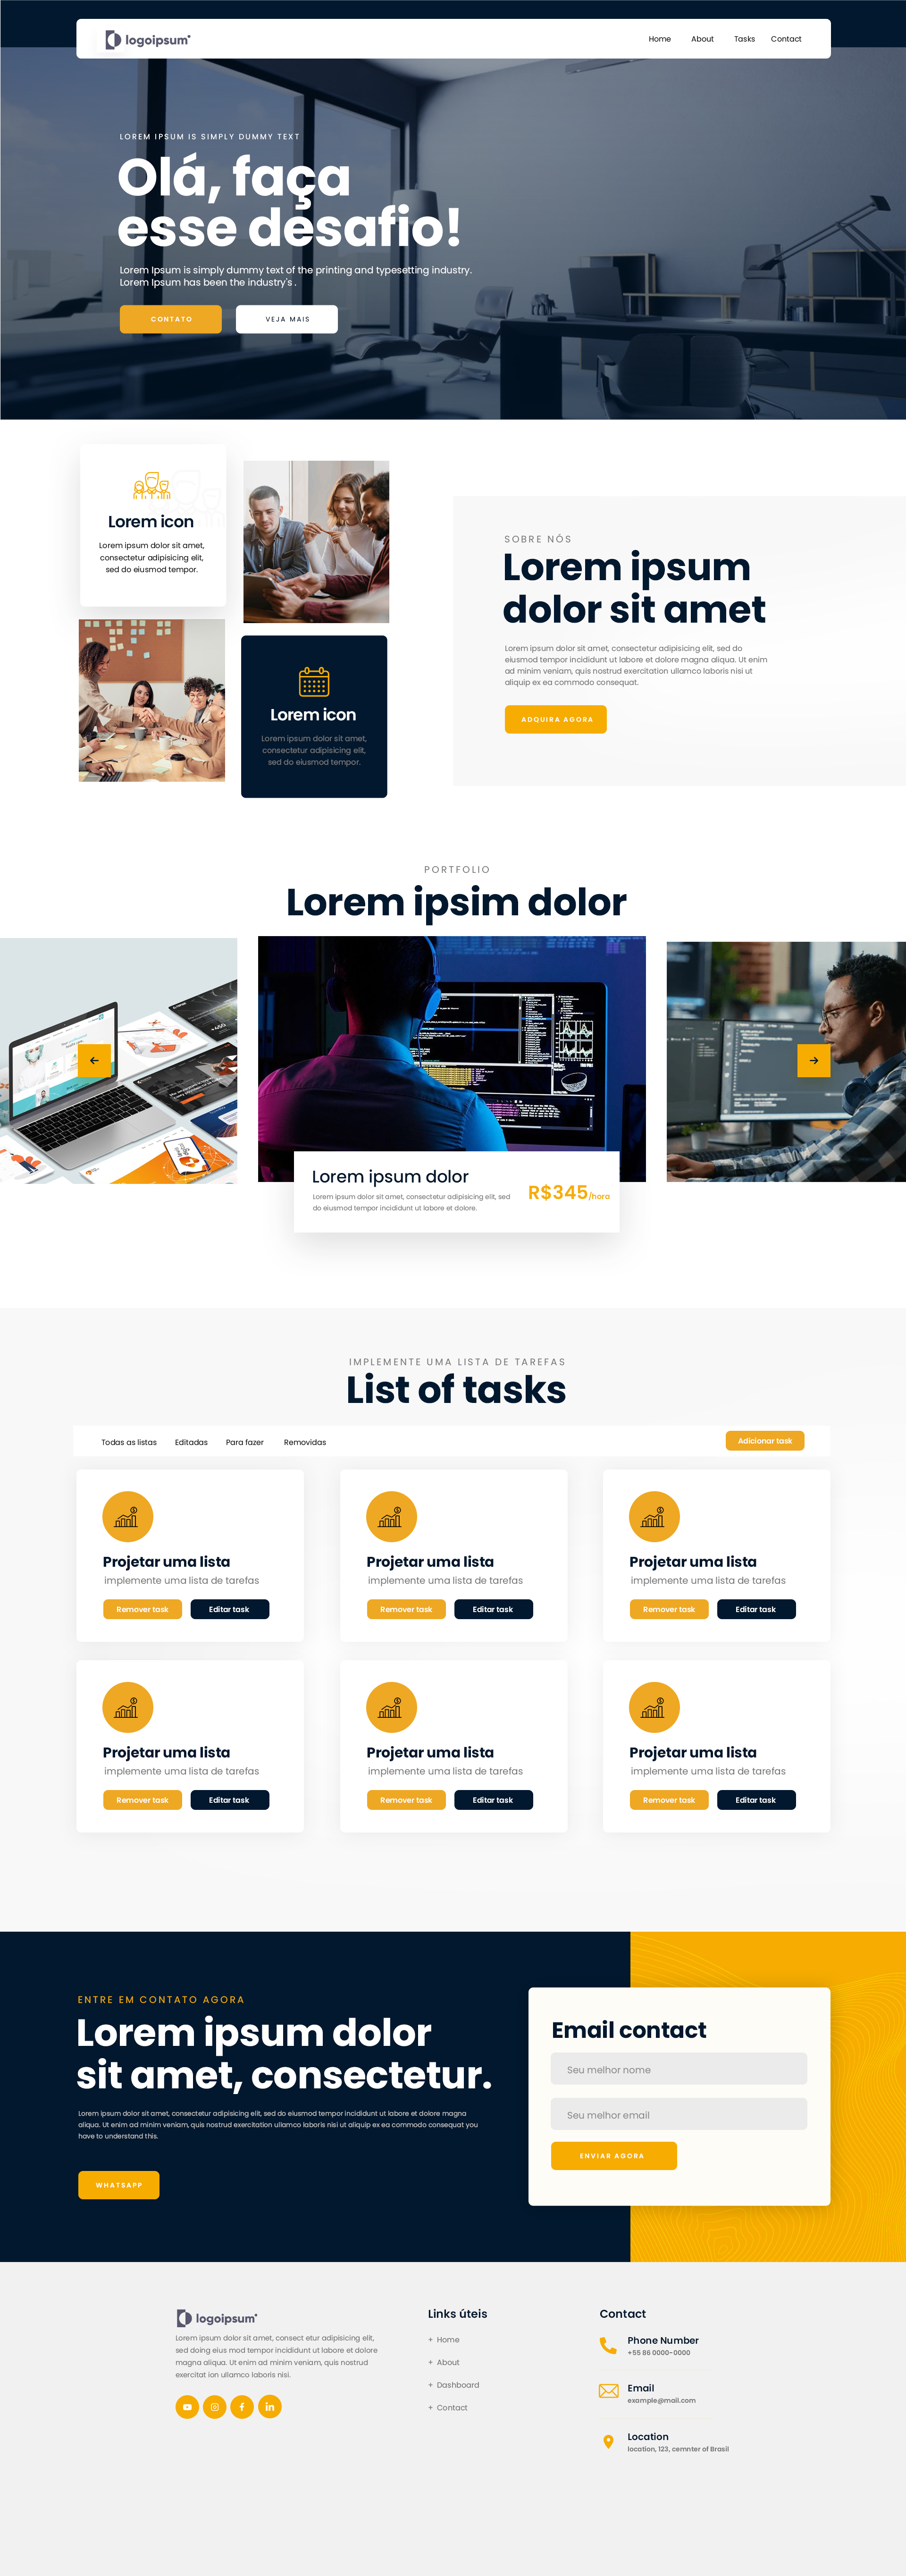 logoipsum
Home About Tasks Contact
LOREM IPSUM IS SIMPLY DUMMY TEXT
Olá, faça
esse desafio!
Lorem Ipsum is simply dummy text of the printing and typesetting industry.
Lorem Ipsum has been the industry's .
CONTATO VEJA MAIS
Lorem icon
Lorem ipsum dolor sit amet,
consectetur adipisicing elit,
sed do eiusmod tempor.
Lorem icon
Lorem ipsum dolor sit amet,
consectetur adipisicing elit,
sed do eiusmod tempor.
SOBRE NÓS
Lorem ipsum
dolor sit amet
Lorem ipsum dolor sit amet, consectetur adipisicing elit, sed do
eiusmod tempor incididunt ut labore et dolore magna aliqua. Ut enim
ad minim veniam, quis nostrud exercitation ullamco laboris nisi ut
aliquip ex ea commodo consequat.
ADQUIRA AGORA
PORTFOLIO
Lorem ipsim dolor
Lorem ipsum dolor
Lorem ipsum dolor sit amet, consectetur adipisicing elit, sed
do eiusmod tempor incididunt ut labore et dolore.
R$345/hora
IMPLEMENTE UMA LISTA DE TAREFAS
List of tasks
Todas as listas Editadas Para fazer Removidas Adicionar task
Projetar uma lista
implemente uma lista de tarefas
Remover task Editar task
Projetar uma lista
implemente uma lista de tarefas
Remover task Editar task
Projetar uma lista
implemente uma lista de tarefas
Remover task Editar task
Projetar uma lista
implemente uma lista de tarefas
Remover task Editar task
Projetar uma lista
implemente uma lista de tarefas
Remover task Editar task
Projetar uma lista
implemente uma lista de tarefas
Remover task Editar task
ENTRE EM CONTATO AGORA
Lorem ipsum dolor
sit amet, consectetur.
Lorem ipsum dolor sit amet, consectetur adipisicing elit, sed do eiusmod tempor incididunt ut labore et dolore magna
aliqua. Ut enim ad minim veniam, quis nostrud exercitation ullamco laboris nisi ut aliquip ex ea commodo consequat you
have to understand this.
WHATSAPP
Email contact
Seu melhor nome
Seu melhor email
ENVIAR AGORA
logoipsum
Lorem ipsum dolor sit amet, consect etur adipisicing elit,
sed doing eius mod tempor incididunt ut labore et dolore
magna aliqua. Ut enim ad minim veniam, quis nostrud
exercitat ion ullamco laboris nisi.
Links úteis
+ Home
+ About
+ Dashboard
+ Contact
Contact
Phone Number
+55 86 0000-0000
Email
example@mail.com
Location
location, 123, cemnter of Brasil